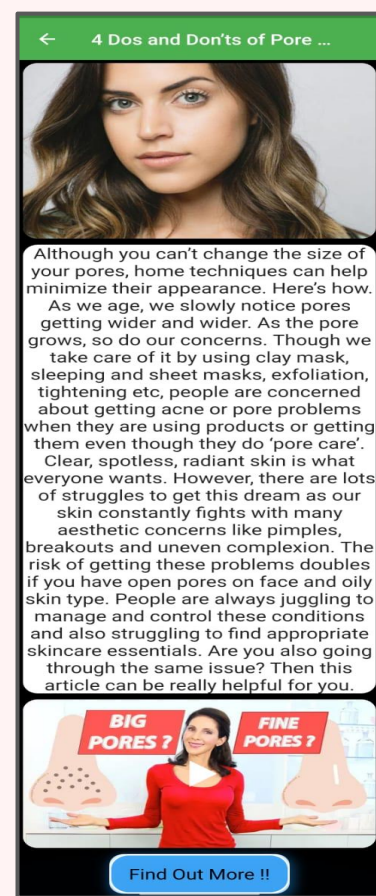 4 Dos and Don’ts of Pore ...
Although you can’t change the size of
your pores, home techniques can help
minimize their appearance. Here’s how.
As we age, we slowly notice pores
getting wider and wider. As the pore
grows, so do our concerns. Though we
take care of it by using clay mask,
sleeping and sheet masks, exfoliation,
tightening etc, people are concerned
about getting acne or pore problems
when they are using products or getting
them even though they do ‘pore care’.
Clear, spotless, radiant skin is what
everyone wants. However, there are lots
of struggles to get this dream as our
skin constantly fights with many
aesthetic concerns like pimples,
breakouts and uneven complexion. The
risk of getting these problems doubles
if you have open pores on face and oily
skin type. People are always juggling to
manage and control these conditions
and also struggling to find appropriate
skincare essentials. Are you also going
through the same issue? Then this
article can be really helpful for you.
BIG
PORES ?
FINE
PORES ?
Find Out More !!